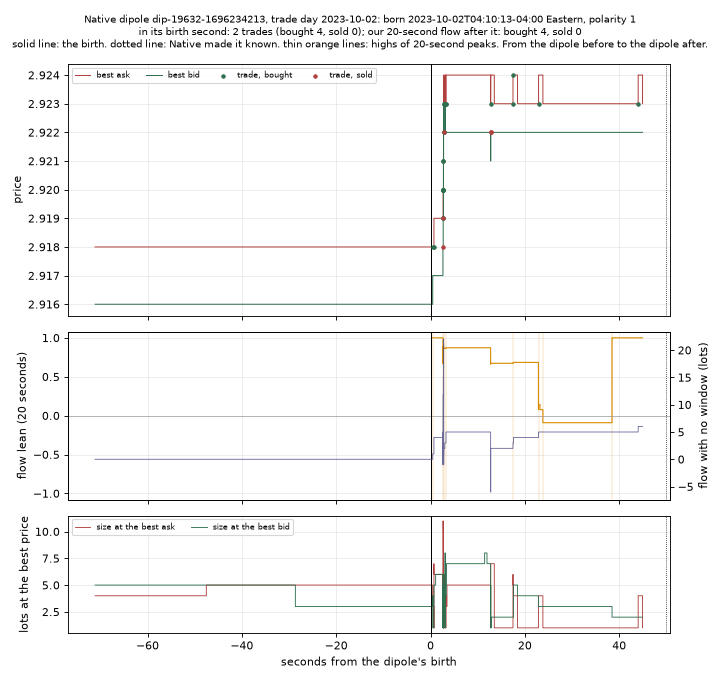 Native dipole dip-19632-1696234213, trade day 2023-10-02: born 2023-10-02T04:10:13-04:00 Eastern, polarity 1
in its birth second: 2 trades (bought 4, sold 0); our 20-second flow after it: bought 4, sold 0
solid line: the birth. dotted line: Native made it known. thin orange lines: highs of 20-second peaks. From the dipole before to the dipole after.
best ask
best bid
trade, bought
trade, sold
2.924
2.923
2.922
2.921
2.920
2.919
2.918
2.917
2.916
price
1.0
0.5
0.0
−0.5
−1.0
flow lean (20 seconds)
20
15
10
5
0
−5
flow with no window (lots)
size at the best ask
size at the best bid
10.0
7.5
5.0
2.5
lots at the best price
−60
−40
−20
0
20
40
seconds from the dipole's birth